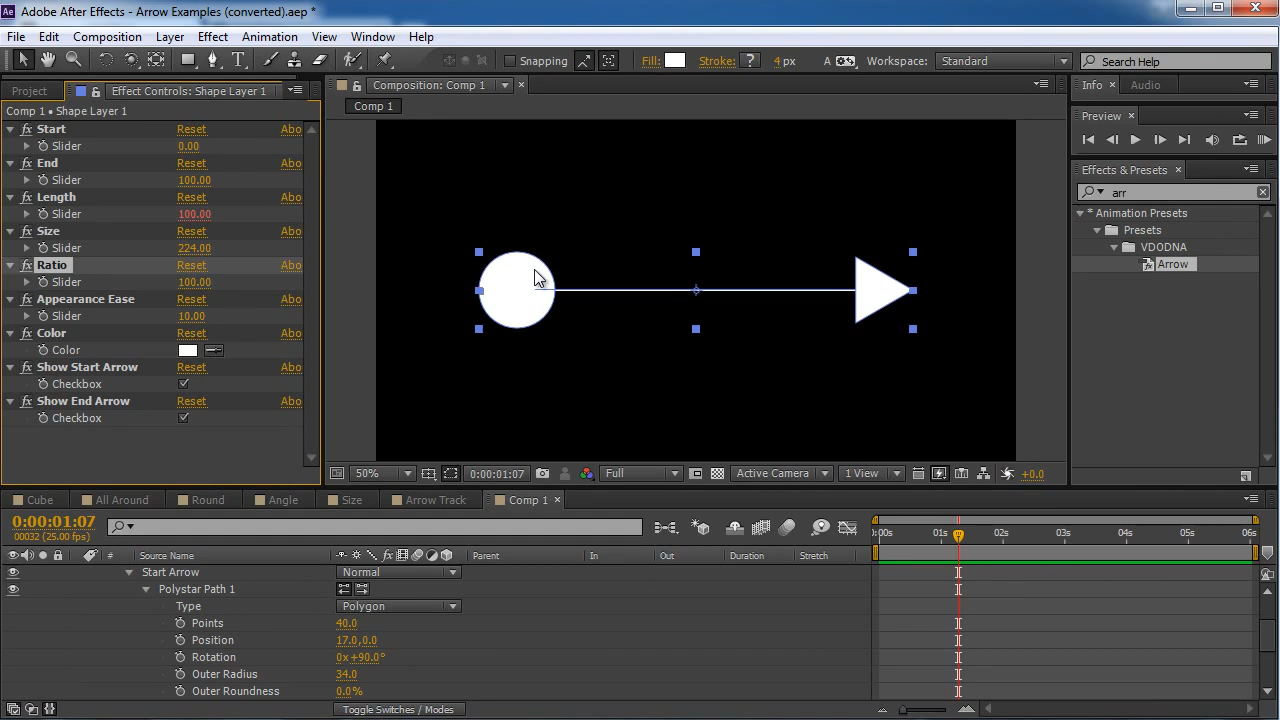 Adobe After Effects - Arrow Examples (converted).aep *
File Edit Composition Layer Effect Animation View Window Help
Snapping Fill: Stroke: ? 4 px A Workspace: Standard Search Help
Project Effect Controls: Shape Layer 1 Composition: Comp 1 Info Audio
Comp 1 • Shape Layer 1 Comp 1
Preview
Effects & Presets
arr
* Animation Presets
Presets
VDODNA
Arrow
Start Reset Abo
Slider 0.00
End Reset Abo
Slider 100.00
Length Reset Abo
Slider 100.00
Size Reset Abo
Slider 224.00
Ratio Reset Abo
Slider 100.00
Appearance Ease Reset Abo
Slider 10.00
Color Reset Abo
Color
Show Start Arrow Reset Abo
Checkbox
Show End Arrow Reset Abo
Checkbox
50% 0:00:01:07 Full Active Camera 1 View +0.0
Cube All Around Round Angle Size Arrow Track Comp 1
0:00:01:07
00032 (25.00 fps)
:00s 01s 02s 03s 04s 05s 06s
# Source Name Parent In Out Duration Stretch
Start Arrow Normal
Polystar Path 1
Type Polygon
Points 40.0
Position 17.0,0.0
Rotation 0x+90.0°
Outer Radius 34.0
Outer Roundness 0.0%
Toggle Switches / Modes